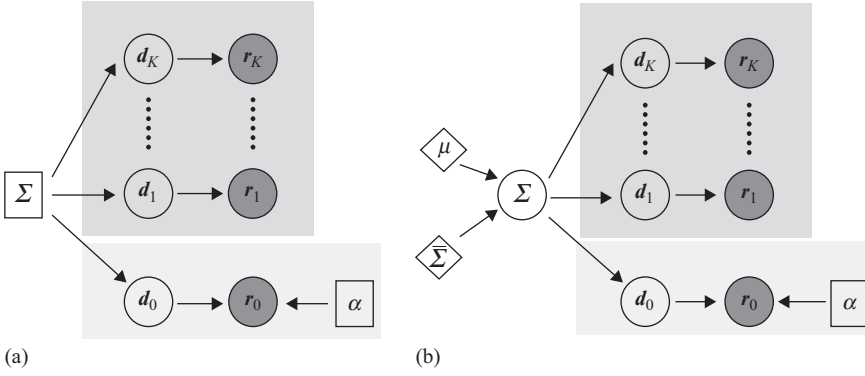 d_K r_K
Σ d_1 r_1
d_0 r_0 α
(a)
d_K r_K
μ
Σ d_1 r_1
Σ̿
d_0 r_0 α
(b)